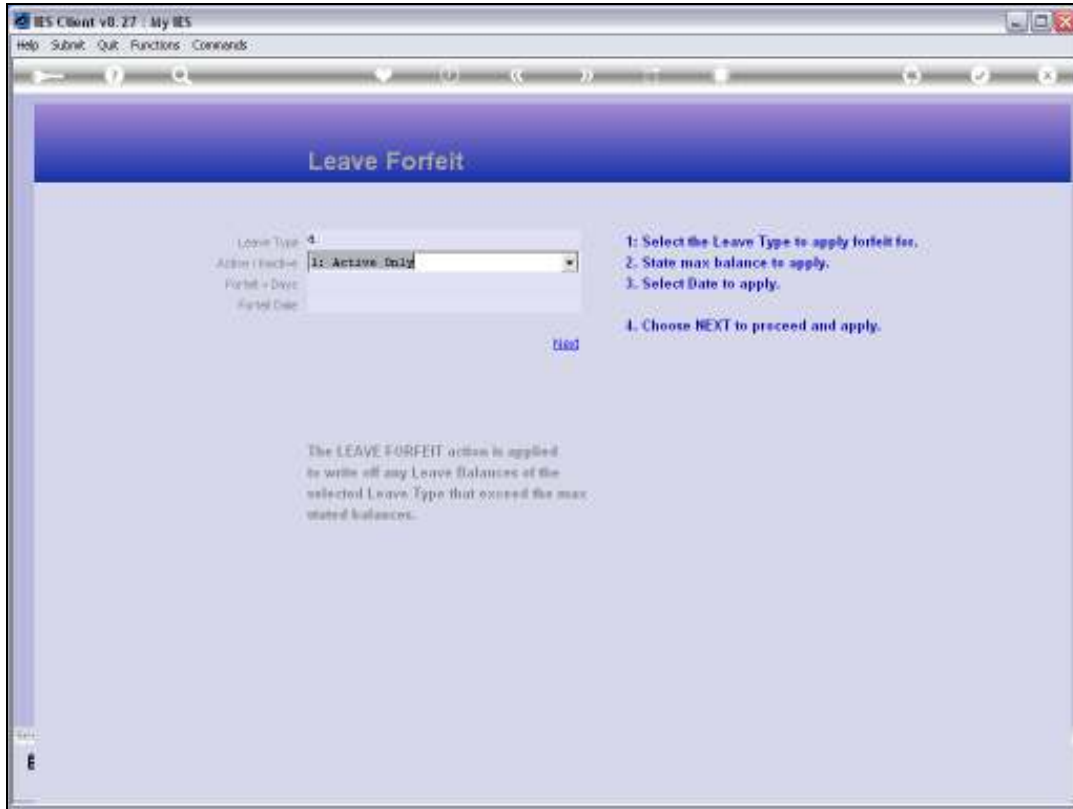 IES Client v8.27 : My IES
Help Submit Quit Functions Commands
Leave Forfeit
Leave Type 4
Active / Inactive 1: Active Only
Forfeit > Days
Forfeit Date
Next
1: Select the Leave Type to apply forfeit for.
2. State max balance to apply.
3. Select Date to apply.
4. Choose NEXT to proceed and apply.
The LEAVE FORFEIT action is applied
to write off any Leave Balances of the
selected Leave Type that exceed the max
stated balances.